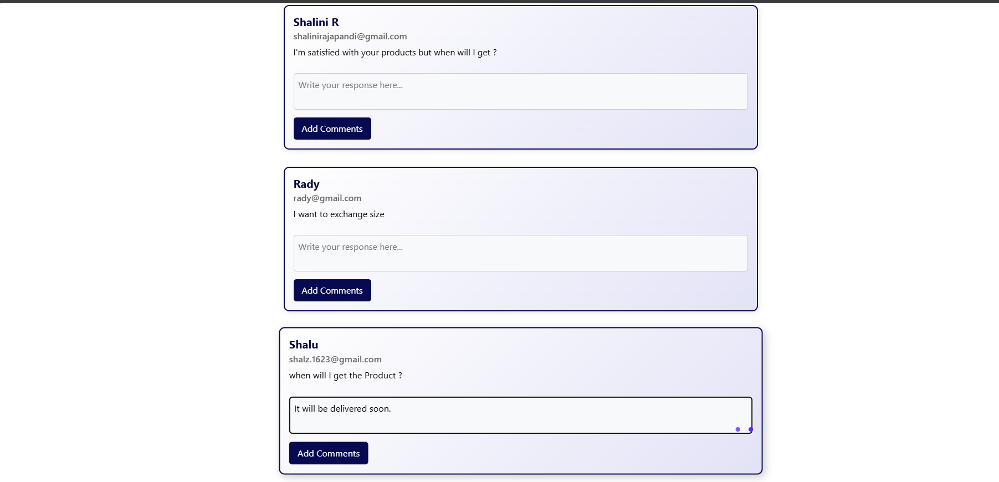 Shalini R
shalinirajapandi@gmail.com
I'm satisfied with your products but when will I get ?
Write your response here...
Add Comments
Rady
rady@gmail.com
I want to exchange size
Write your response here...
Add Comments
Shalu
shalz.1623@gmail.com
when will I get the Product ?
It will be delivered soon.
Add Comments